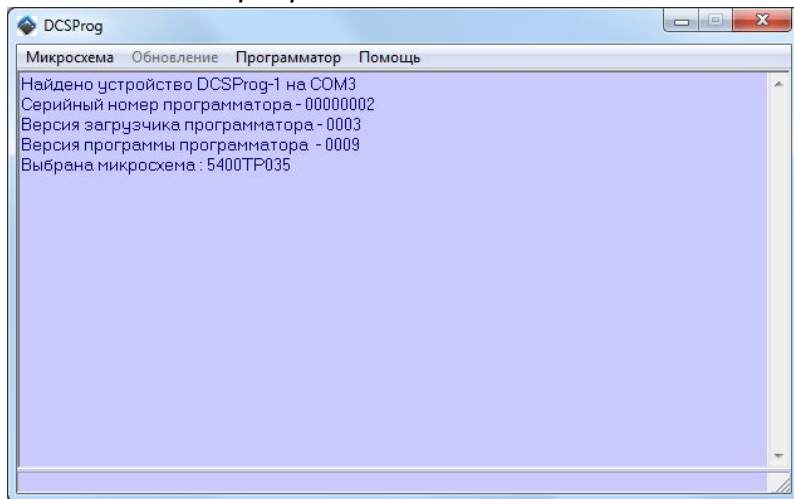 DCSProg
Микросхема Обновление Программатор Помощь
Найдено устройство DCSProg-1 на COM3
Серийный номер программатора - 00000002
Версия загрузчика программатора - 0003
Версия программы программатора - 0009
Выбрана микросхема : 5400ТР035